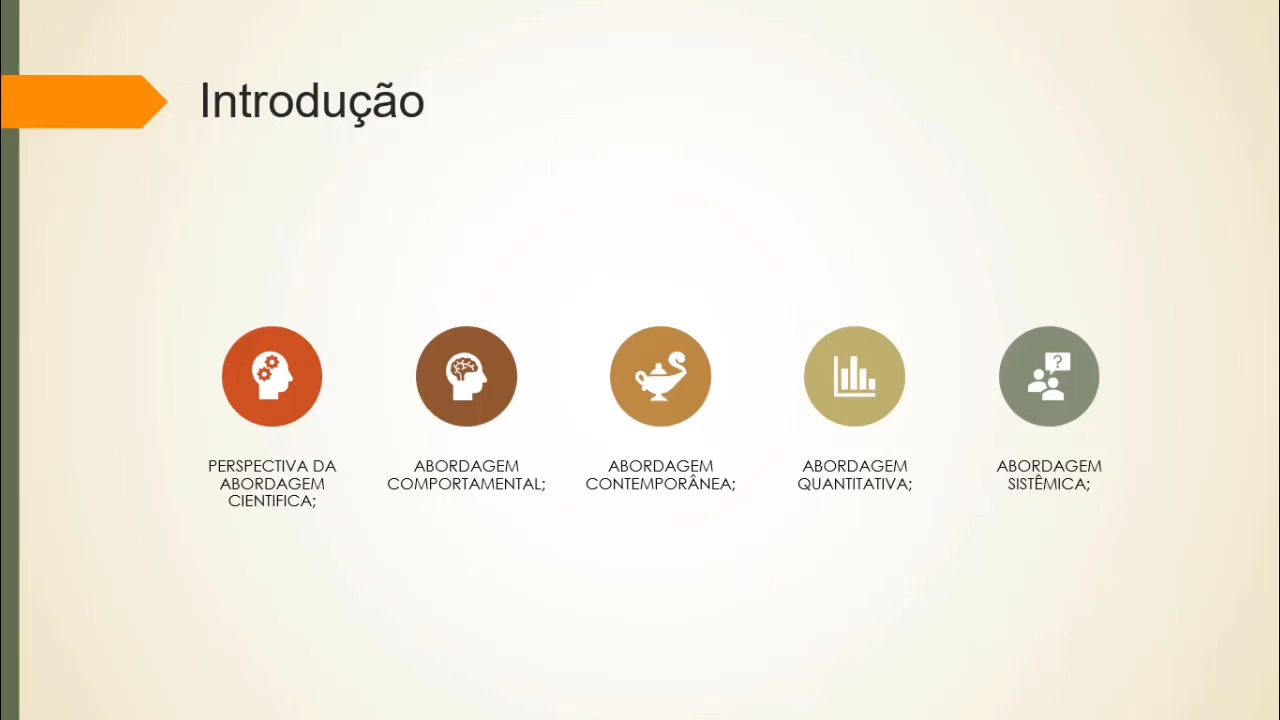 Introdução
PERSPECTIVA DA
ABORDAGEM
CIENTIFICA;
ABORDAGEM
COMPORTAMENTAL;
ABORDAGEM
CONTEMPORÂNEA;
ABORDAGEM
QUANTITATIVA;
ABORDAGEM
SISTÊMICA;
?